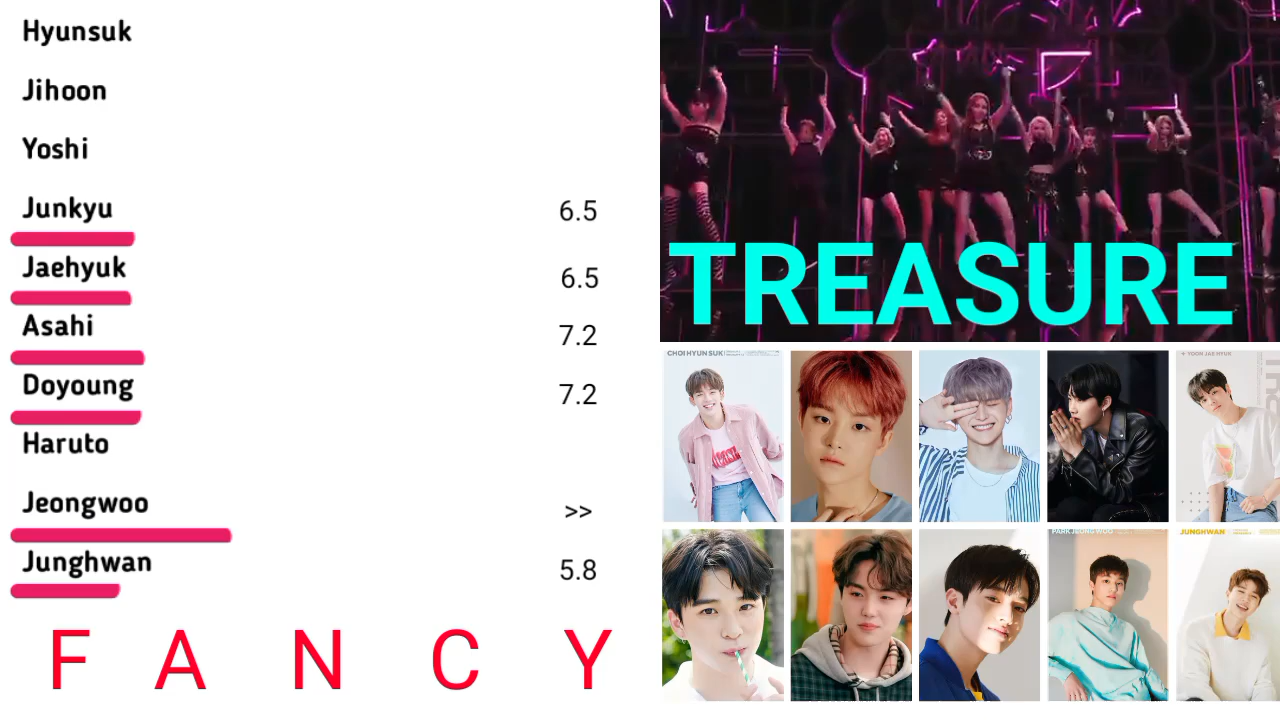 Hyunsuk
Jihoon
Yoshi
Junkyu 6.5
Jaehyuk 6.5
Asahi 7.2
Doyoung 7.2
Haruto
Jeongwoo >>
Junghwan 5.8
F A N C Y
TREASURE
CHOI HYUN SUK
+ YOON JAE HYUK
PARK JEONG WOO
JUNGHWAN